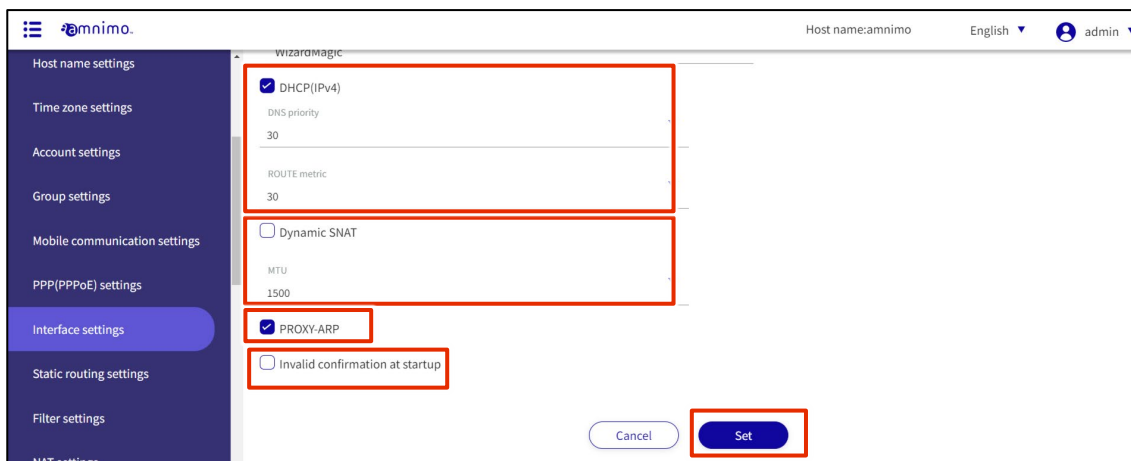 amnimo
Host name:amnimo
English
admin
Host name settings
Time zone settings
Account settings
Group settings
Mobile communication settings
PPP(PPPoE) settings
Interface settings
Static routing settings
Filter settings
NAT settings
WizardMagic
DHCP(IPv4)
DNS priority
30
ROUTE metric
30
Dynamic SNAT
MTU
1500
PROXY-ARP
Invalid confirmation at startup
Cancel
Set